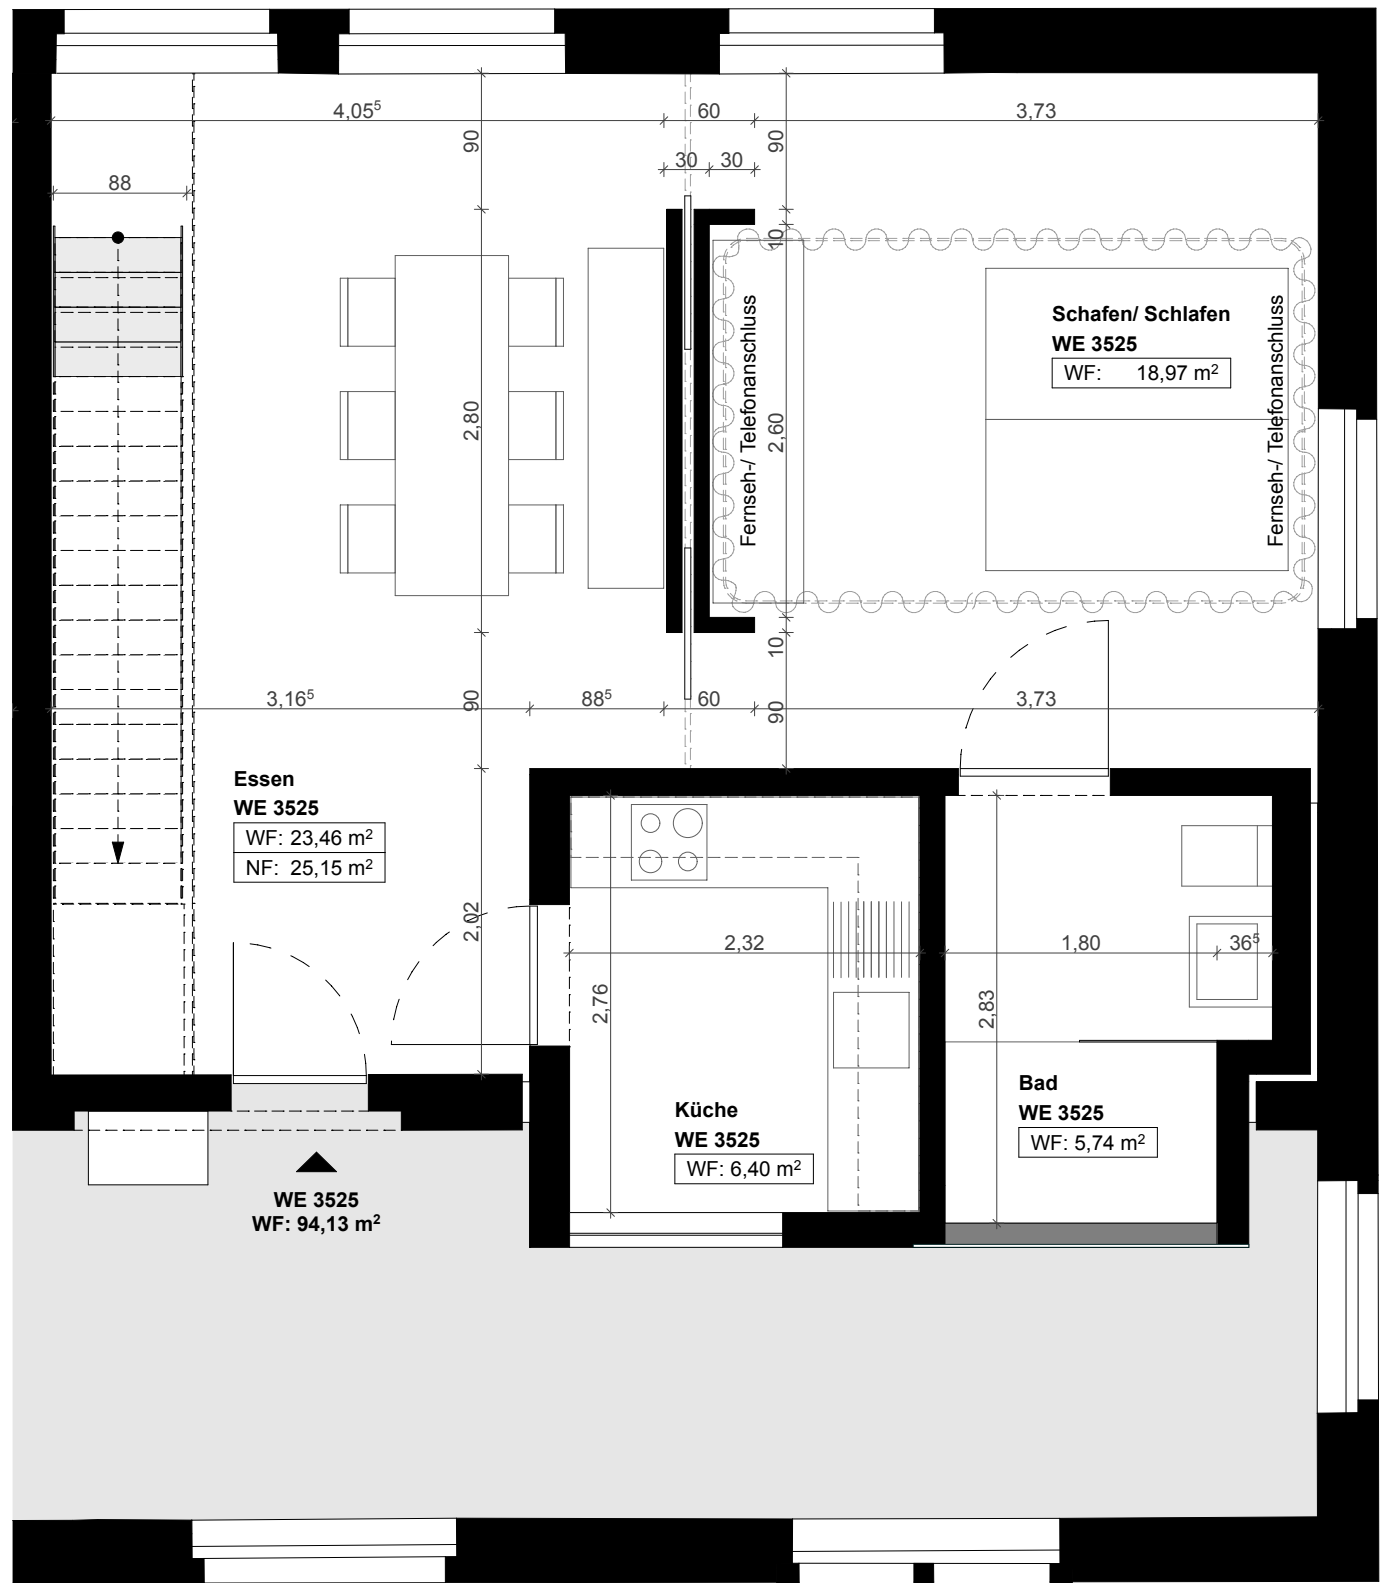 4,05⁵
60
3,73
90
90
30
30
88
10
Fernseh-/ Telefonanschluss
Schafen/ Schlafen
WE 3525
WF: 18,97 m²
Fernseh-/ Telefonanschluss
2,80
2,60
10
3,16⁵
90
88⁵
60
90
3,73
Essen
WE 3525
WF: 23,46 m²
NF: 25,15 m²
2,02
2,32
1,80
36⁵
2,76
2,83
Küche
WE 3525
WF: 6,40 m²
Bad
WE 3525
WF: 5,74 m²
WE 3525
WF: 94,13 m²